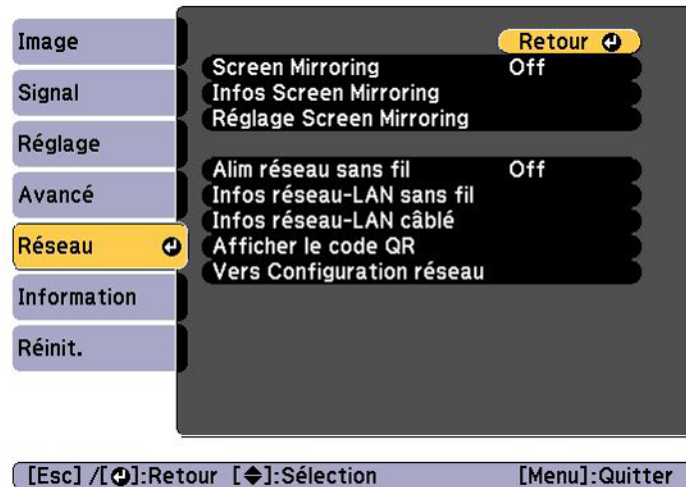 Image
Signal
Réglage
Avancé
Réseau
Information
Réinit.
Retour
Screen Mirroring Off
Infos Screen Mirroring
Réglage Screen Mirroring
Alim réseau sans fil Off
Infos réseau-LAN sans fil
Infos réseau-LAN câblé
Afficher le code QR
Vers Configuration réseau
[Esc] /[⏎]:Retour [◆]:Sélection [Menu]:Quitter